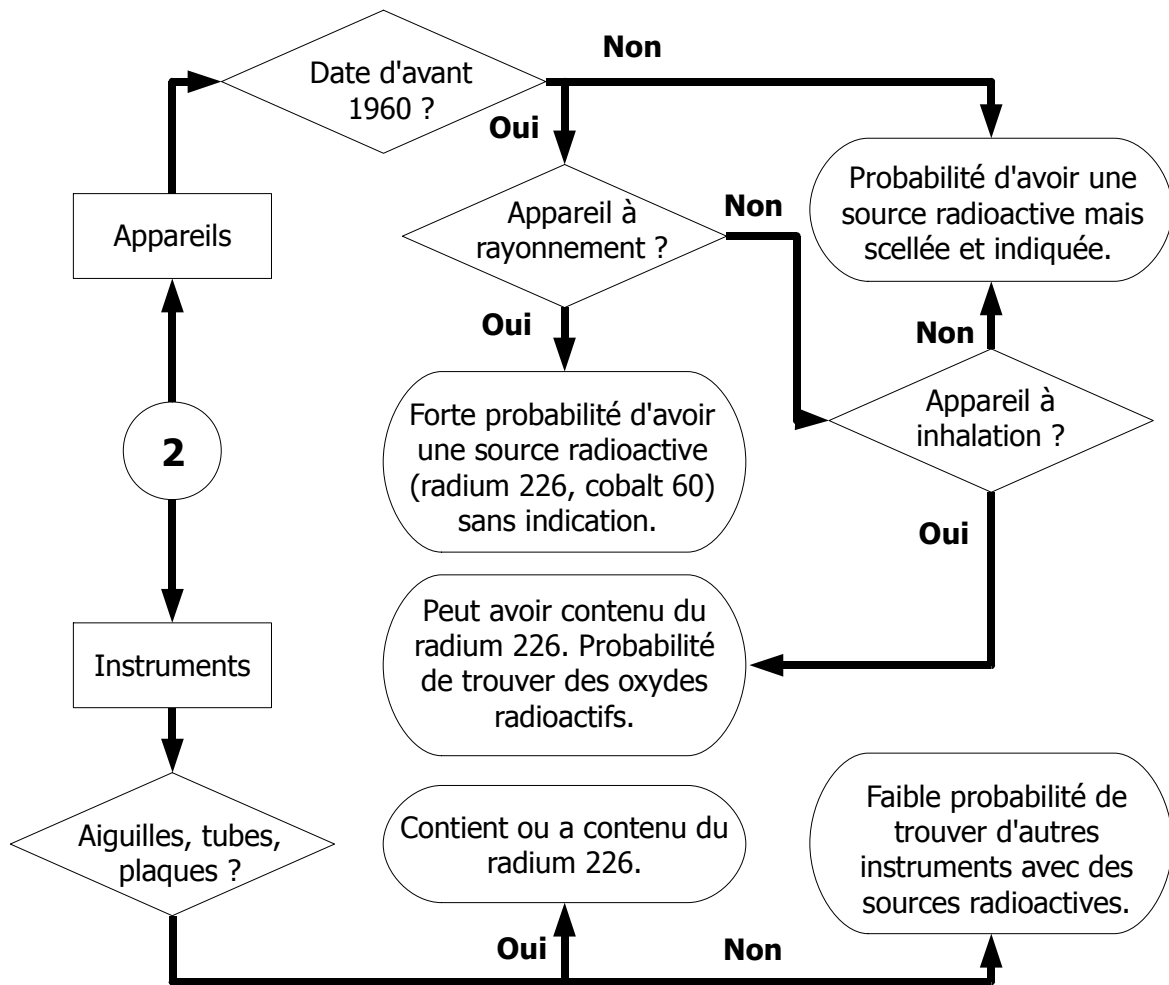 Non
Date d'avant
1960 ?
Oui
Probabilité d'avoir une
source radioactive mais
scellée et indiquée.
Appareils
Appareil à
rayonnement ?
Non
Oui
Non
Forte probabilité d'avoir
une source radioactive
(radium 226, cobalt 60)
sans indication.
Appareil à
inhalation ?
2
Oui
Peut avoir contenu du
radium 226. Probabilité
de trouver des oxydes
radioactifs.
Instruments
Aiguilles, tubes,
plaques ?
Contient ou a contenu du
radium 226.
Faible probabilité de
trouver d'autres
instruments avec des
sources radioactives.
Oui
Non